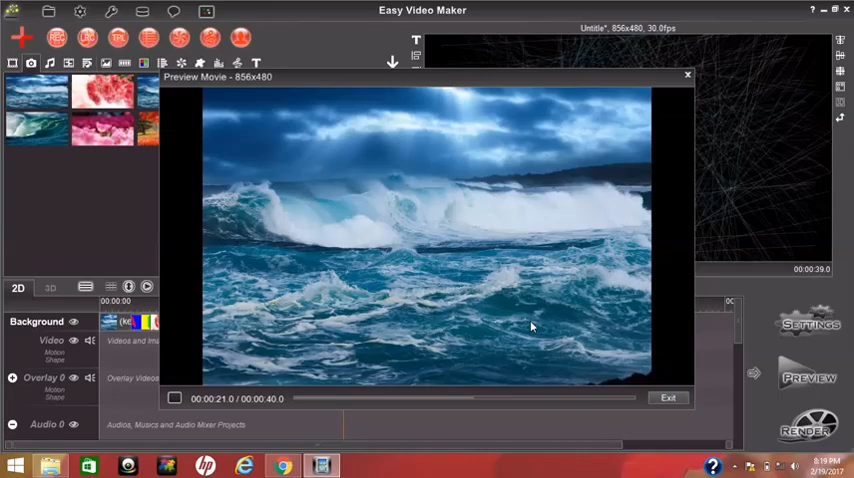 Easy Video Maker
REC
LRC
TPL
Untitle*, 856x480, 30.0fps
Preview Movie - 856x480
00:00:39.0
2D
3D
00:00:00
Background
Video
Motion
Shape
Videos and Ima
Overlay 0
Motion
Shape
Overlay Videos
Audio 0
Audios, Musics and Audio Mixer Projects
00:00:21.0 / 00:00:40.0
Exit
SETTINGS
PREVIEW
RENDER
8:19 PM
2/19/2017